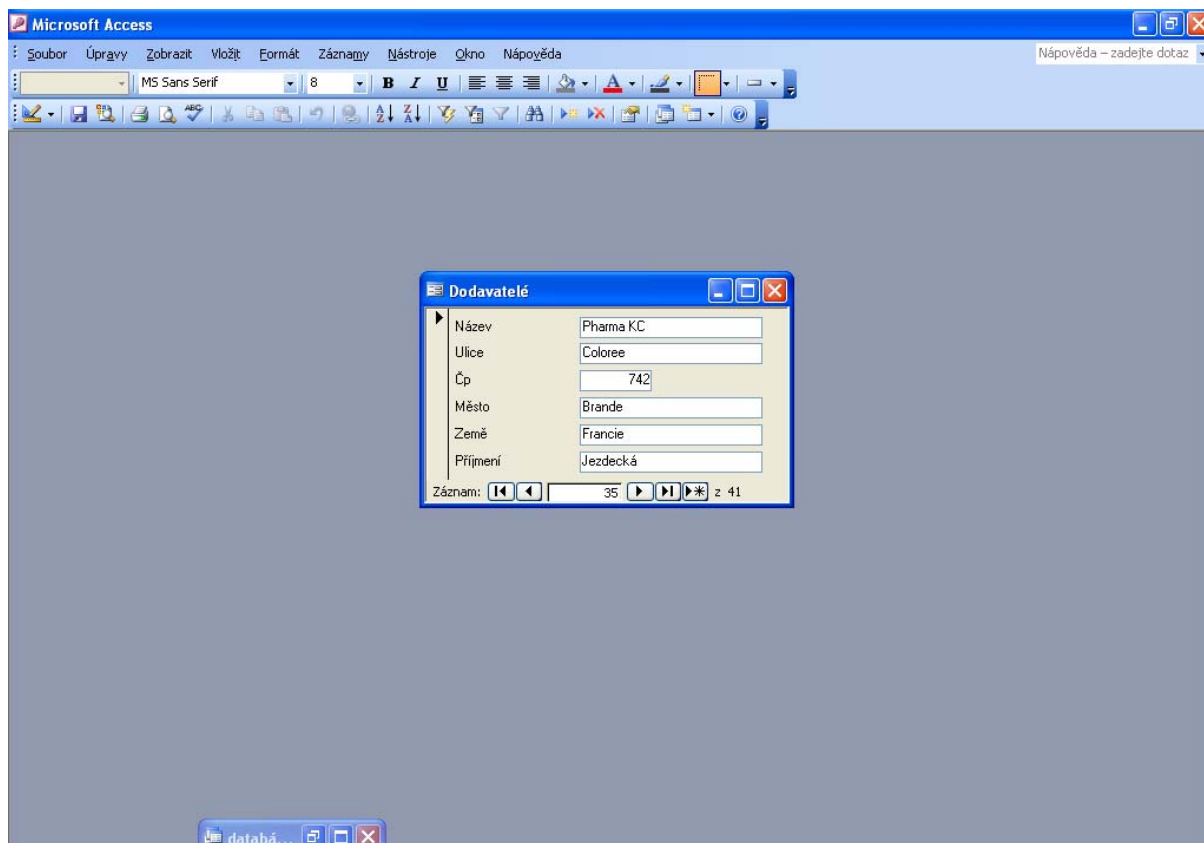 Microsoft Access
Soubor Úpravy Zobrazit Vložit Formát Záznamy Nástroje Okno Nápověda Nápověda – zadejte dotaz
MS Sans Serif 8 B I U A
Dodavatelé
Název Pharma KC
Ulice Coloree
Čp 742
Město Brande
Země Francie
Příjmení Jezdecká
Záznam: 35 z 41
databá...